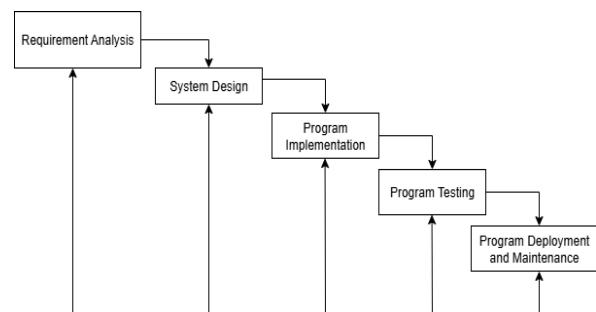 Requirement Analysis
System Design
Program
Implementation
Program Testing
Program Deployment
and Maintenance